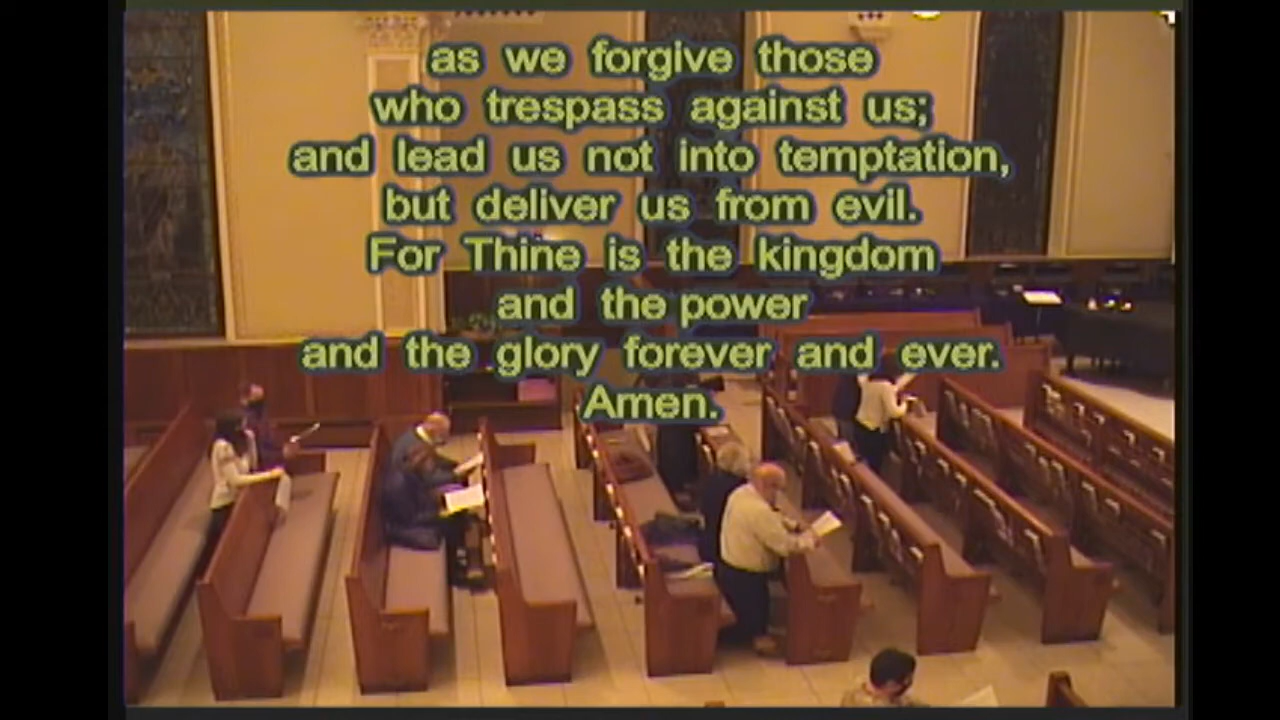 as we forgive those
who trespass against us;
and lead us not into temptation,
but deliver us from evil.
For Thine is the kingdom
and the power
and the glory forever and ever.
Amen.